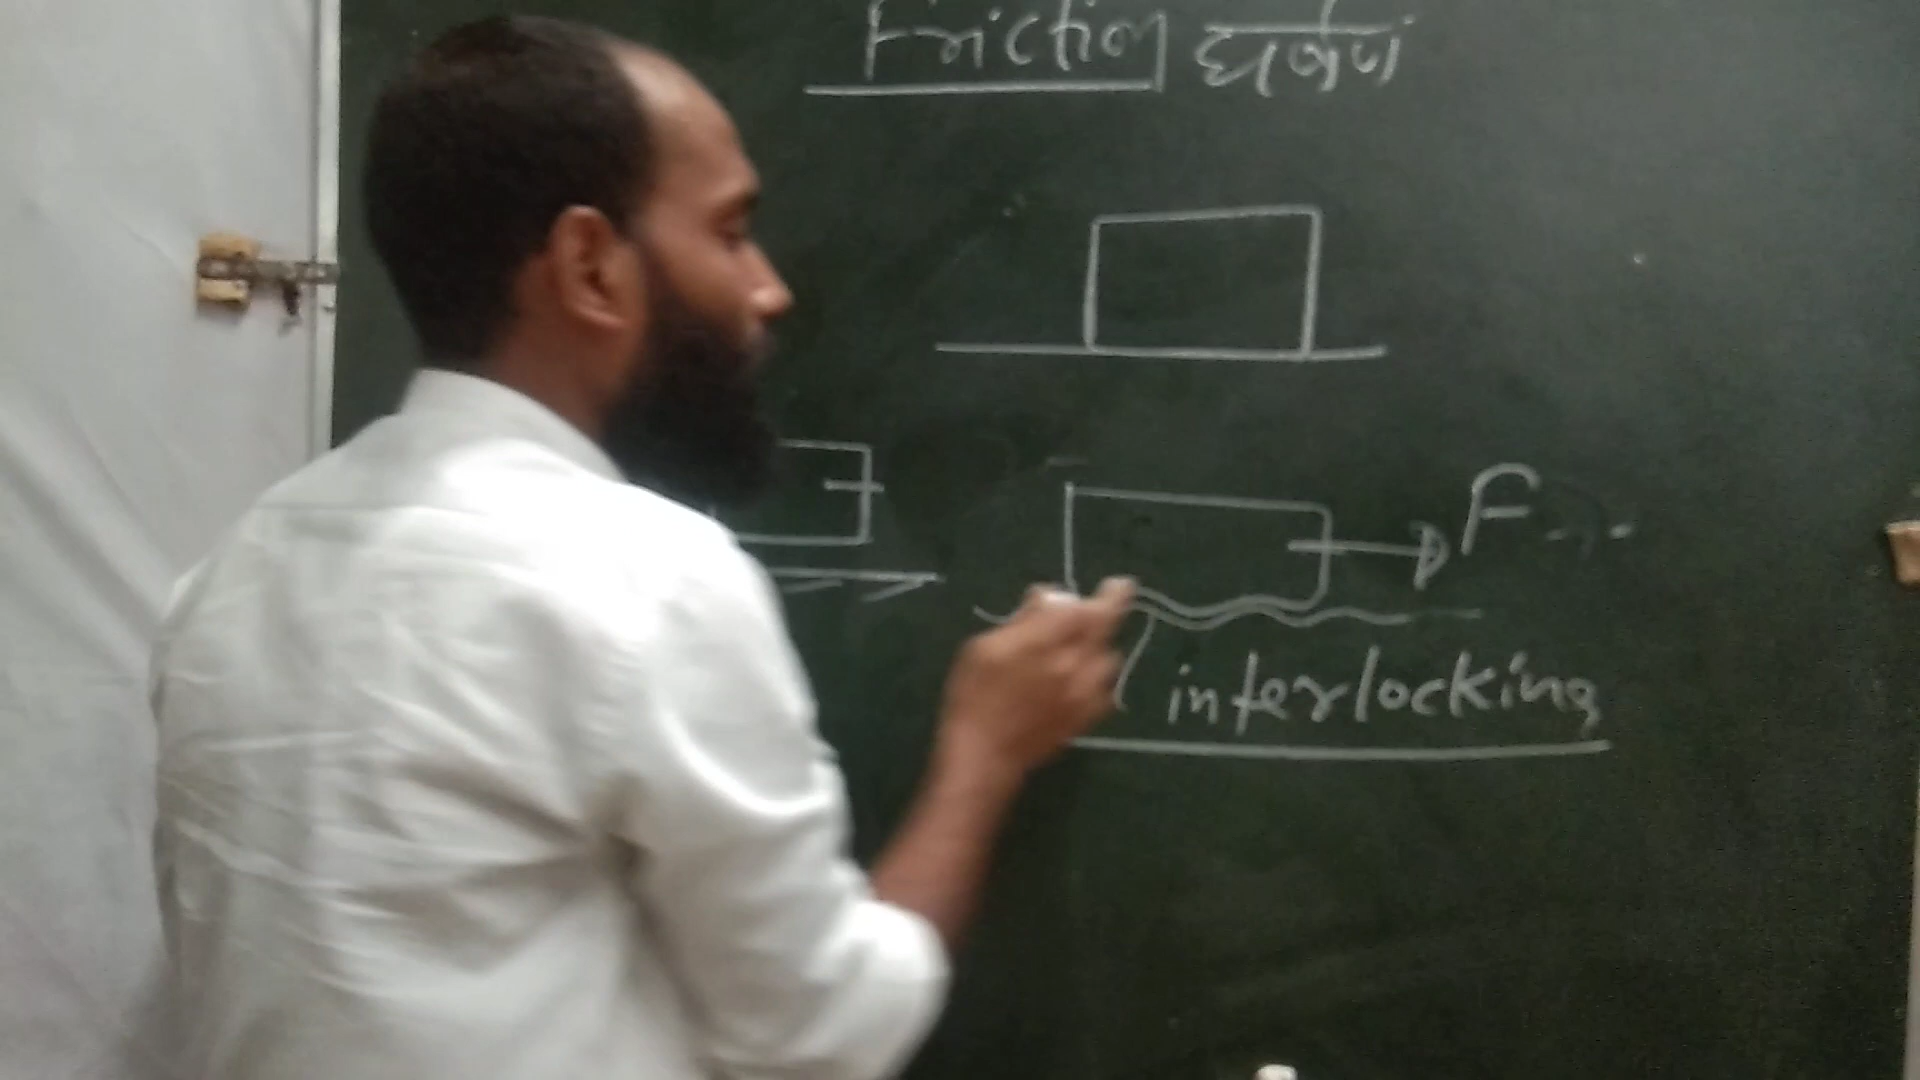 Friction घर्षण
F
interlocking